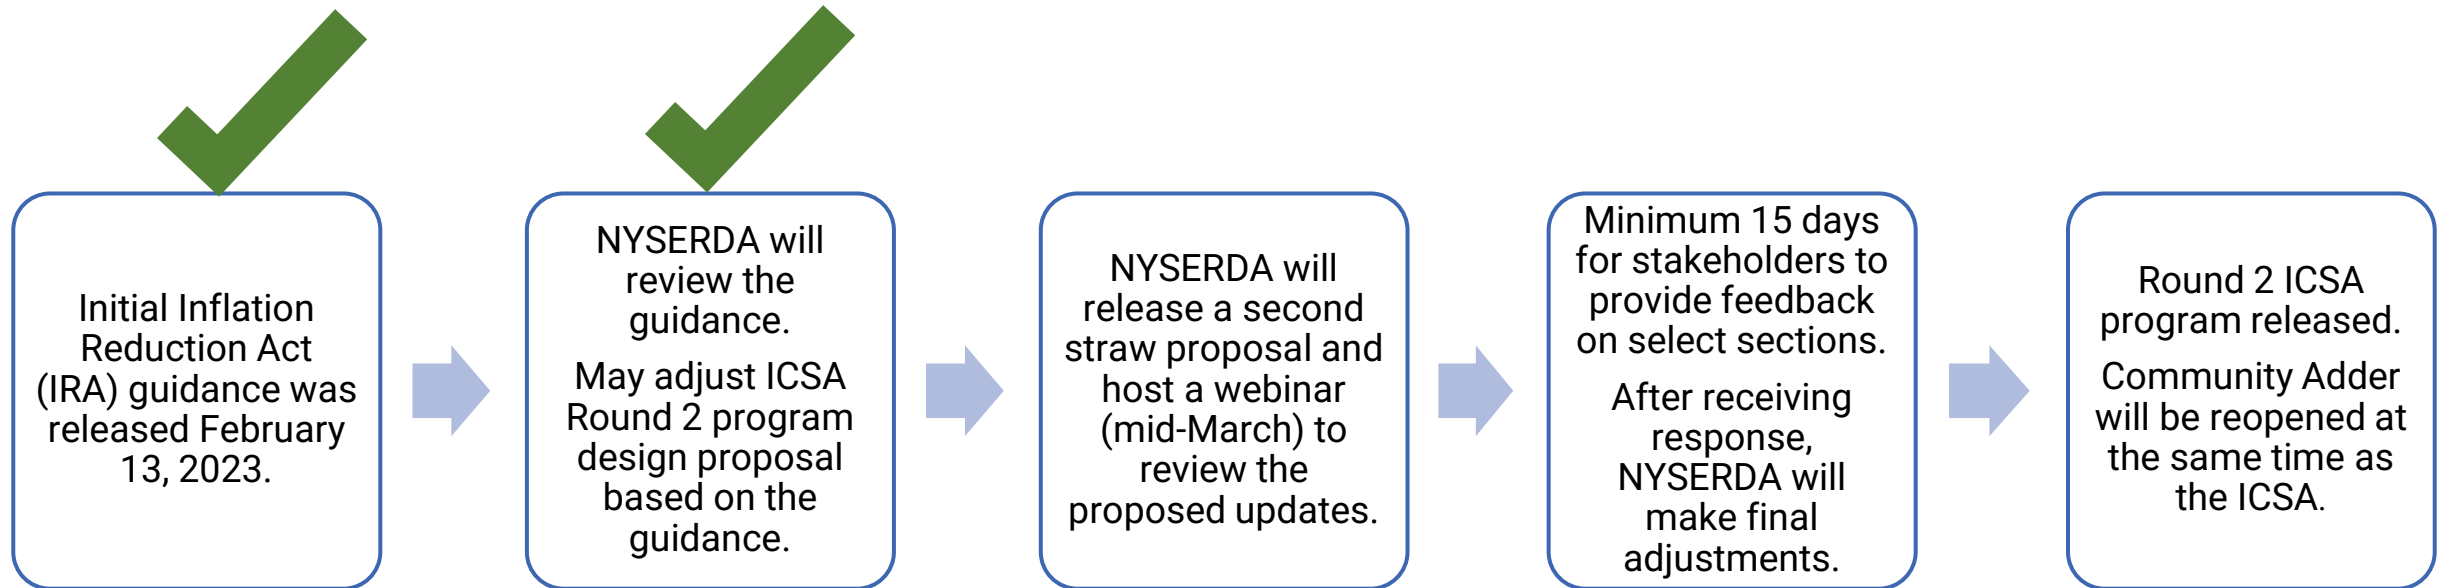 Initial Inflation
Reduction Act
(IRA) guidance was
released February
13, 2023.
NYSERDA will
review the
guidance.
May adjust ICSA
Round 2 program
design proposal
based on the
guidance.
NYSERDA will
release a second
straw proposal and
host a webinar
(mid-March) to
review the
proposed updates.
Minimum 15 days
for stakeholders to
provide feedback
on select sections.
After receiving
response,
NYSERDA will
make final
adjustments.
Round 2 ICSA
program released.
Community Adder
will be reopened at
the same time as
the ICSA.